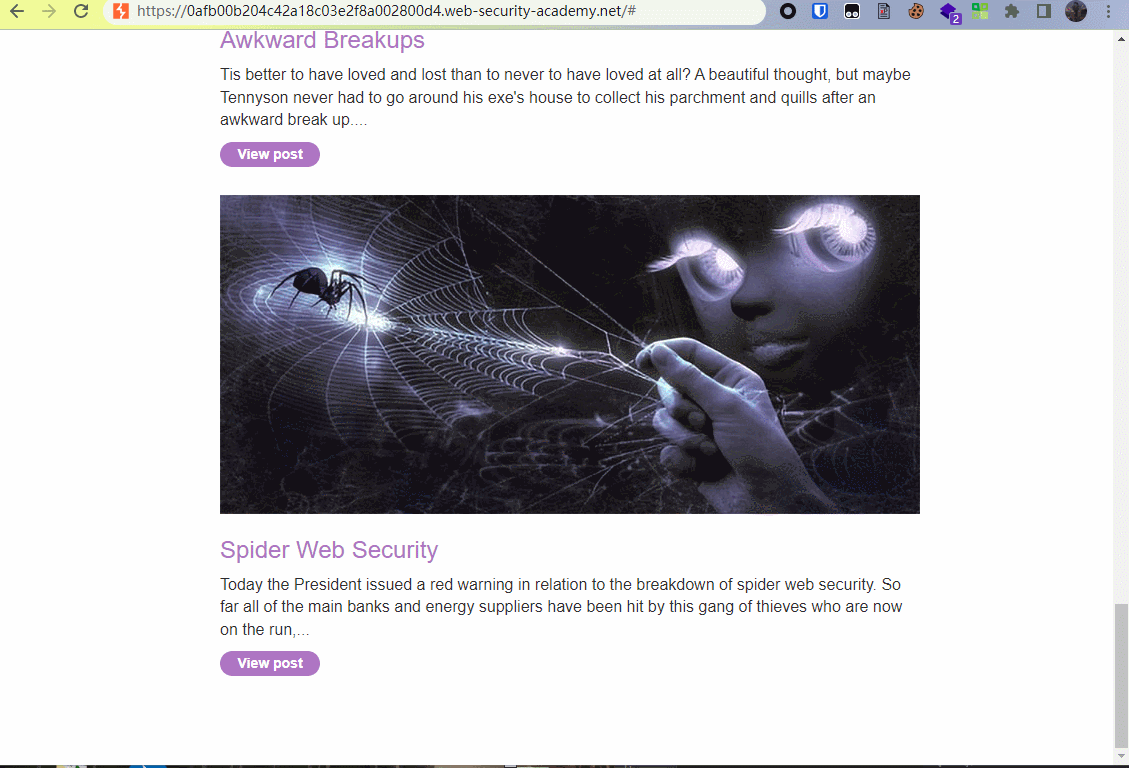 https://0afb00b204c42a18c03e2f8a002800d4.web-security-academy.net/#
2
Awkward Breakups
Tis better to have loved and lost than to never to have loved at all? A beautiful thought, but maybe
Tennyson never had to go around his exe's house to collect his parchment and quills after an
awkward break up....
View post
Spider Web Security
Today the President issued a red warning in relation to the breakdown of spider web security. So
far all of the main banks and energy suppliers have been hit by this gang of thieves who are now
on the run,...
View post